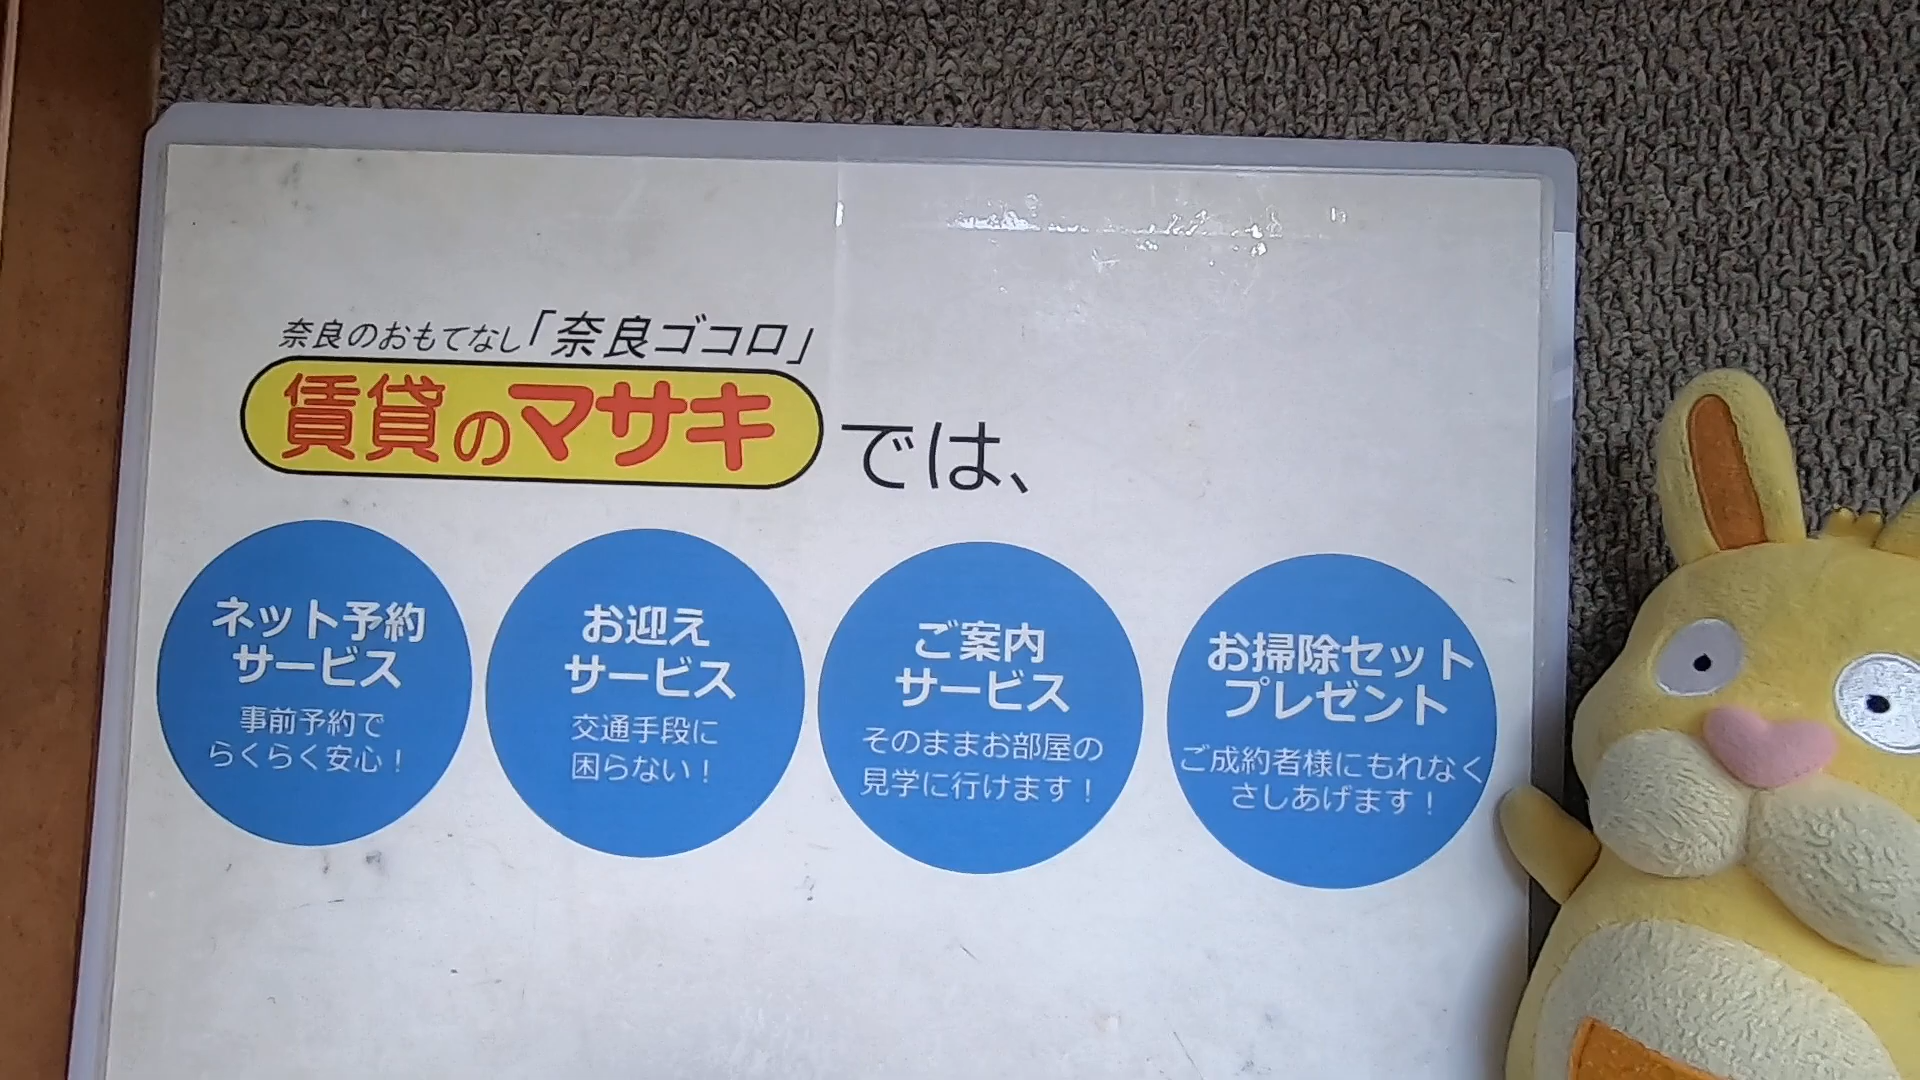 奈良のおもてなし「奈良ゴコロ」
賃貸のマサキでは、
ネット予約
サービス
事前予約で
らくらく安心！
お迎え
サービス
交通手段に
困らない！
ご案内
サービス
そのままお部屋の
見学に行けます！
お掃除セット
プレゼント
ご成約者様にもれなく
さしあげます！